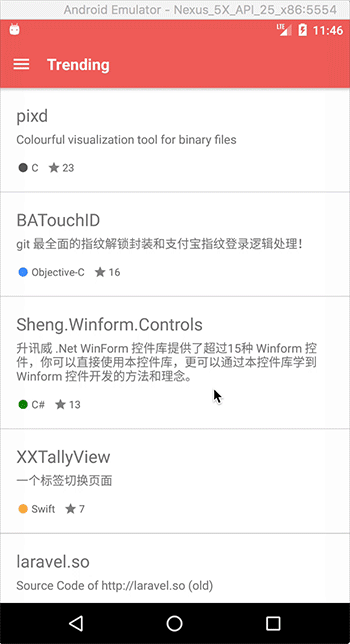 Android Emulator - Nexus_5X_API_25_x86:5554
LTE 11:46
Trending
pixd
Colourful visualization tool for binary files
C 23
BATouchID
git 最全面的指纹解锁封装和支付宝指纹登录逻辑处理！
Objective-C 16
Sheng.Winform.Controls
升讯威 .Net WinForm 控件库提供了超过15种 Winform 控
件，你可以直接使用本控件库，更可以通过本控件库学到
Winform 控件开发的方法和理念。
C# 13
XXTallyView
一个标签切换页面
Swift 7
laravel.so
Source Code of http://laravel.so (old)